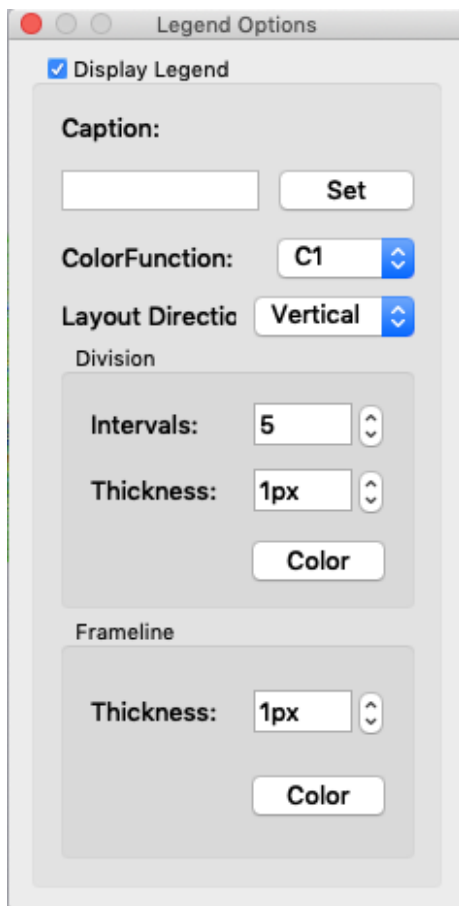 Legend Options
Display Legend
Caption:
Set
ColorFunction: C1
Layout Directio Vertical
Division
Intervals: 5
Thickness: 1px
Color
Frameline
Thickness: 1px
Color